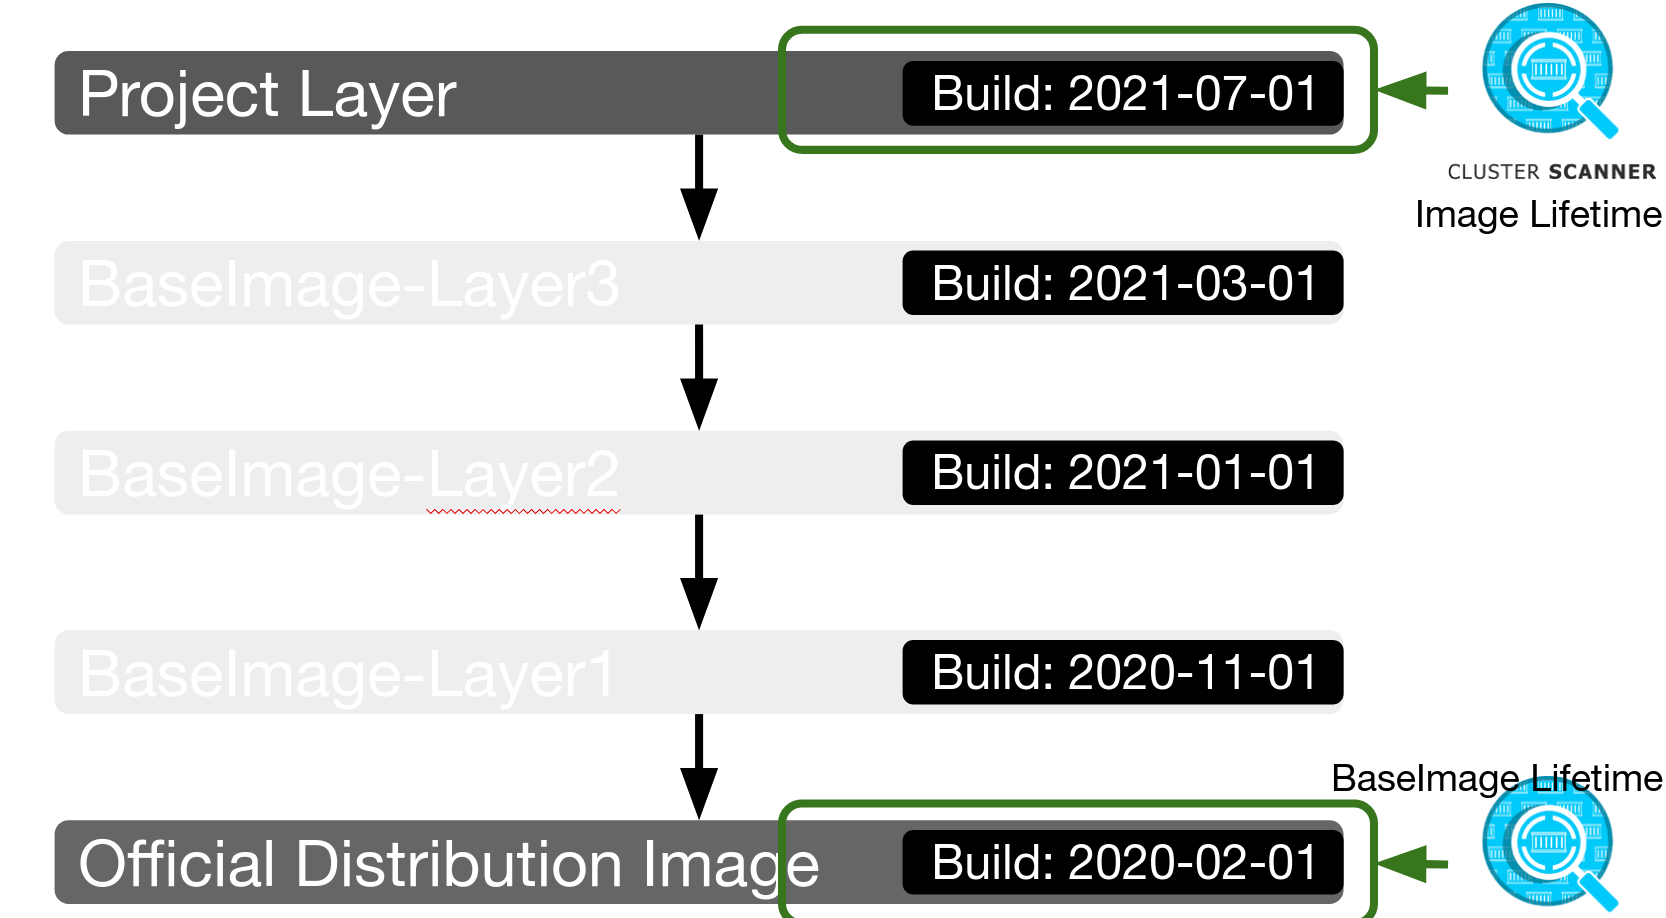 Project Layer
Build: 2021-07-01
CLUSTER SCANNER
Image Lifetime
BaseImage-Layer3
Build: 2021-03-01
BaseImage-Layer2
Build: 2021-01-01
BaseImage-Layer1
Build: 2020-11-01
BaseImage Lifetime
Official Distribution Image
Build: 2020-02-01